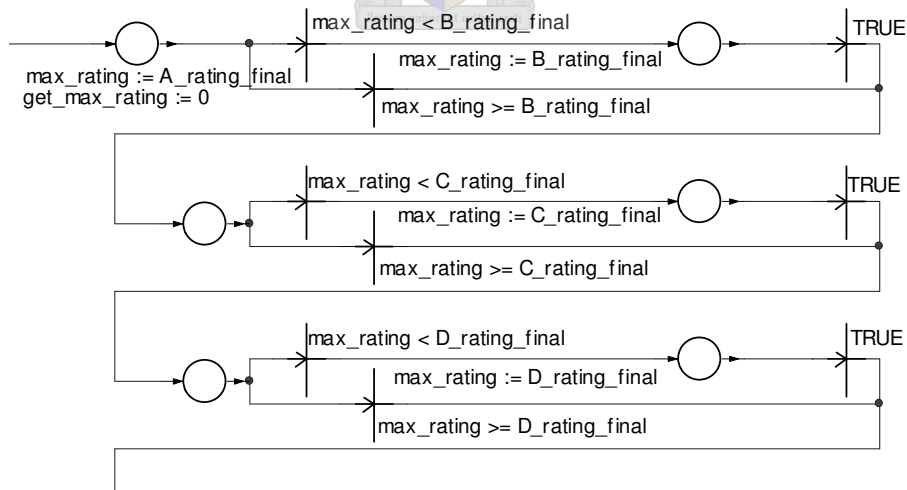 max_rating < B_rating_final
TRUE
max_rating := B_rating_final
max_rating := A_rating_final
get_max_rating := 0
max_rating >= B_rating_final
max_rating < C_rating_final
TRUE
max_rating := C_rating_final
max_rating >= C_rating_final
max_rating < D_rating_final
TRUE
max_rating := D_rating_final
max_rating >= D_rating_final